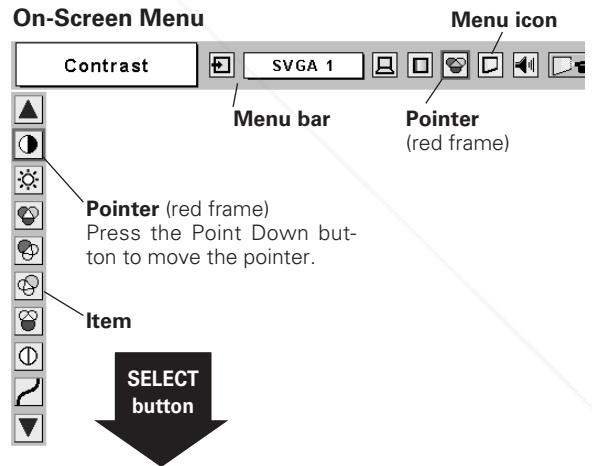 On-Screen Menu
Menu icon
Contrast
SVGA 1
Menu bar
Pointer
(red frame)
Pointer (red frame)
Press the Point Down but-
ton to move the pointer.
Item
SELECT
button